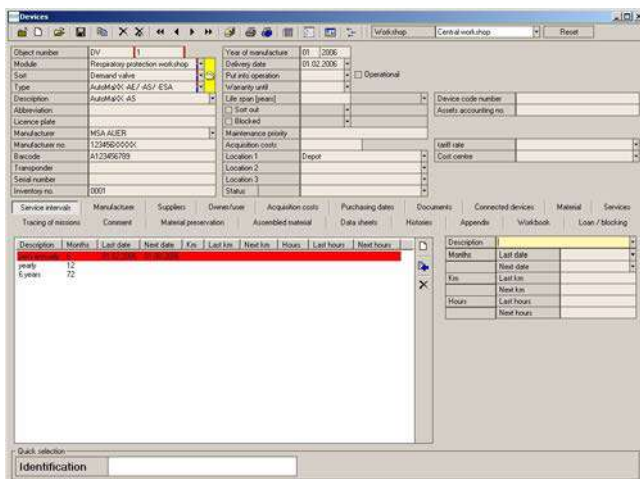 Devices
Workshop Central workshop Reset
Object number DV 1 Year of manufacture 01 2006
Module Respiratory protection workshop Delivery date 01.02.2006
Sort Demand valve Put into operation Operational
Type AutoMaXX-AE/-AS/-ESA Warranty until
Description AutoMaXX-AS Life span [years] Device code number
Abbreviation Sort out Assets accounting no.
Licence plate Blocked
Manufacturer MSA AUER Maintenance priority
Manufacturer no. 123456XXXXX Acquisition costs tariff rate
Barcode A123456789 Location 1 Depot Cost centre
Transponder Location 2
Serial number Location 3
Inventory no. 0001 Status
Service intervals Manufacturer Suppliers Owner/user Acquisition costs Purchasing dates Documents Connected devices Material Services
Tracing of missions Comment Material preservation Assembled material Data sheets Histories Appendix Workbook Loan / blocking
Description Months Last date Next date Km Last km Next km Hours Last hours Next hours
yearly 12
6 years 72
Description
Months Last date
Next date
Km Last km
Next km
Hours Last hours
Next hours
Quick selection
Identification